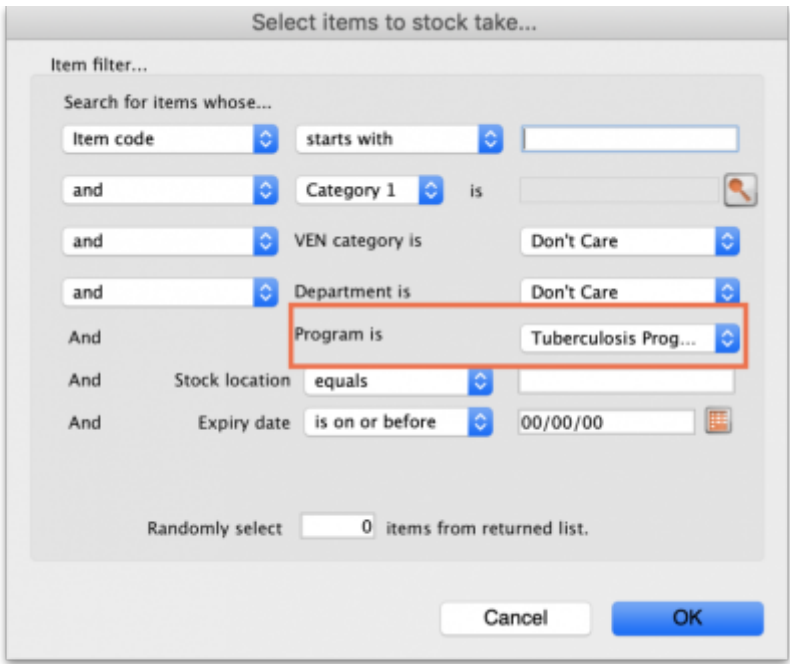 Select items to stock take...
Item filter...
Search for items whose...
Item code starts with
and Category 1 is
and VEN category is Don't Care
and Department is Don't Care
And Program is Tuberculosis Prog...
And Stock location equals
And Expiry date is on or before 00/00/00
Randomly select 0 items from returned list.
Cancel OK